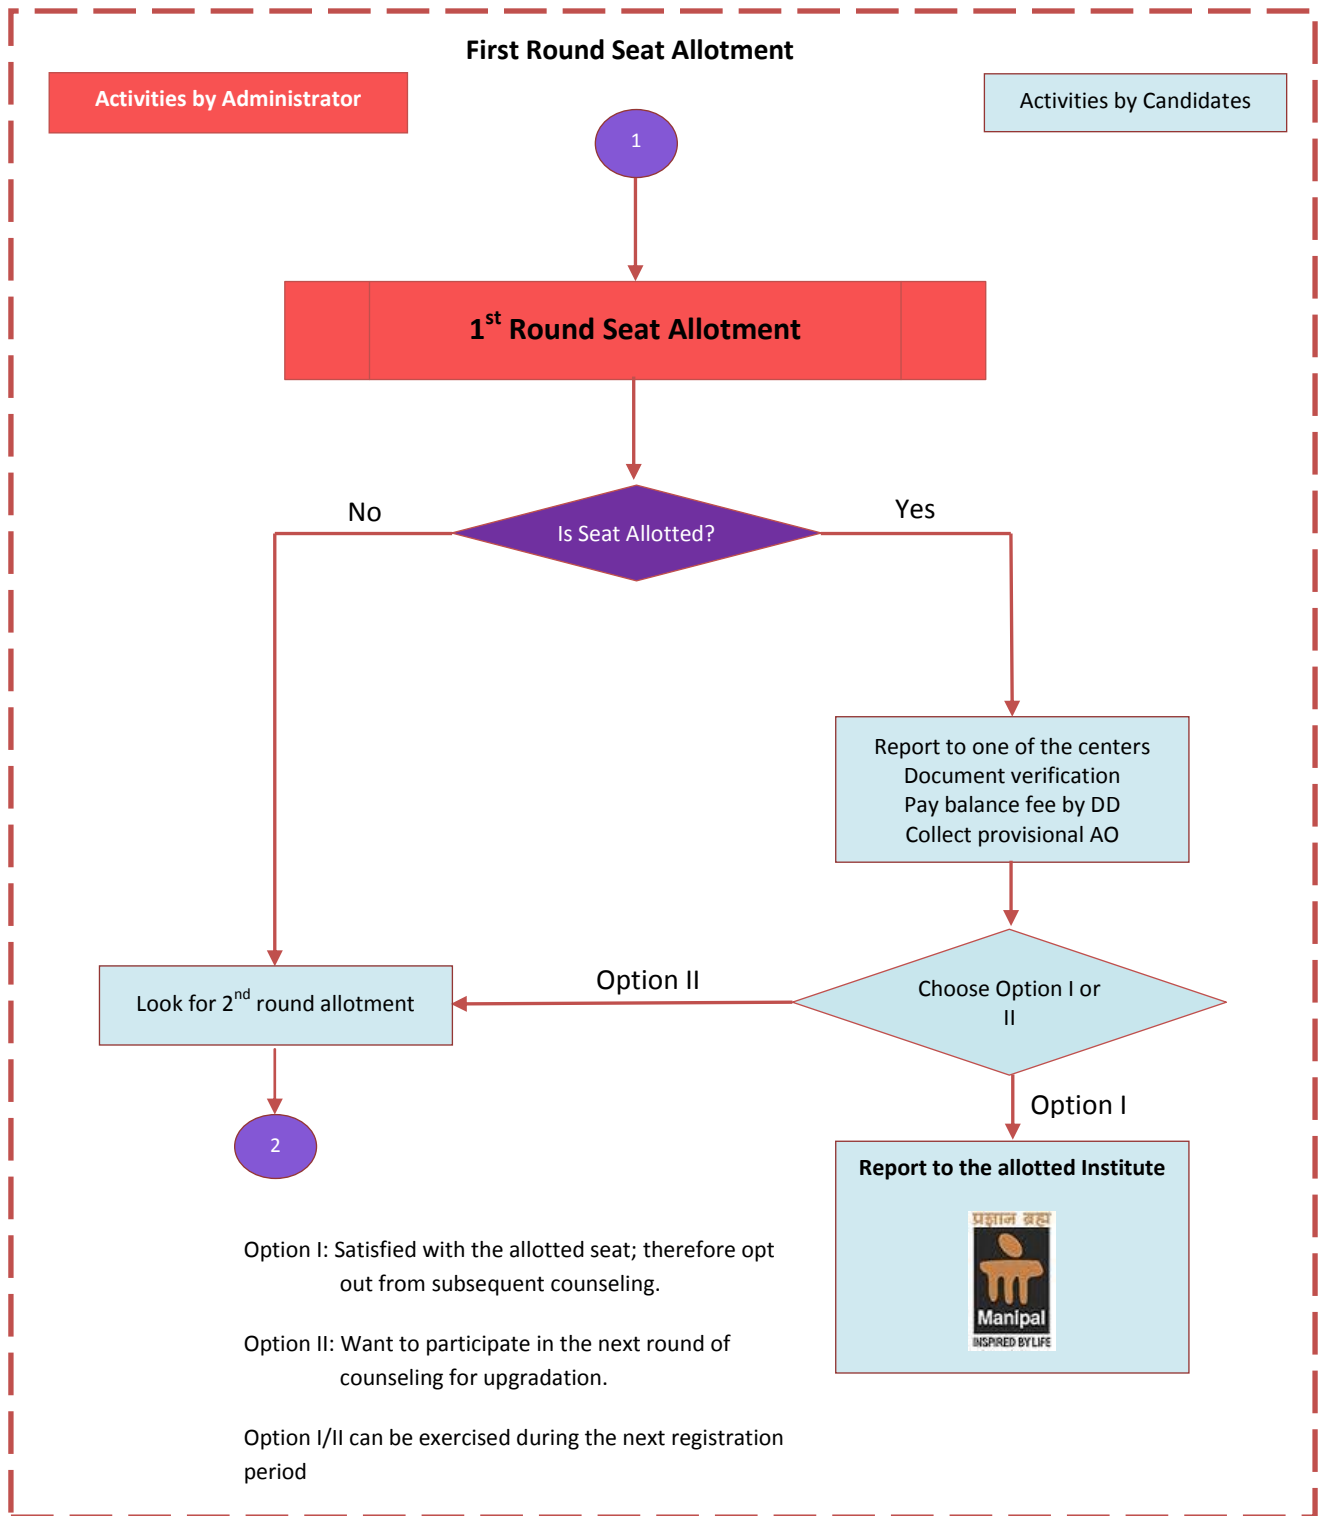 First Round Seat Allotment
Activities by Administrator
Activities by Candidates
1
1st Round Seat Allotment
No
Yes
Is Seat Allotted?
Report to one of the centers
Document verification
Pay balance fee by DD
Collect provisional AO
Option II
Look for 2nd round allotment
Choose Option I or
II
Option I
2
Report to the allotted Institute
प्रज्ञानं ब्रह्म
Manipal
INSPIRED BY LIFE
Option I: Satisfied with the allotted seat; therefore opt
out from subsequent counseling.
Option II: Want to participate in the next round of
counseling for upgradation.
Option I/II can be exercised during the next registration
period